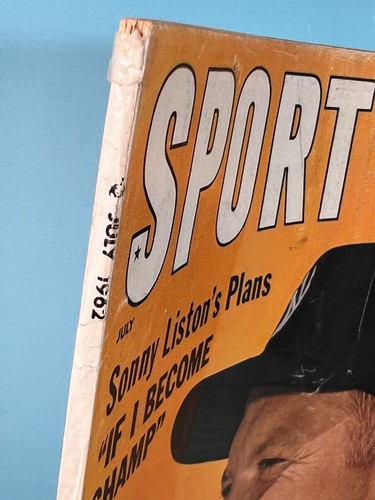 SPORT
JULY
Sonny Liston's Plans
"IF I BECOME
CHAMP"
JULY 1962